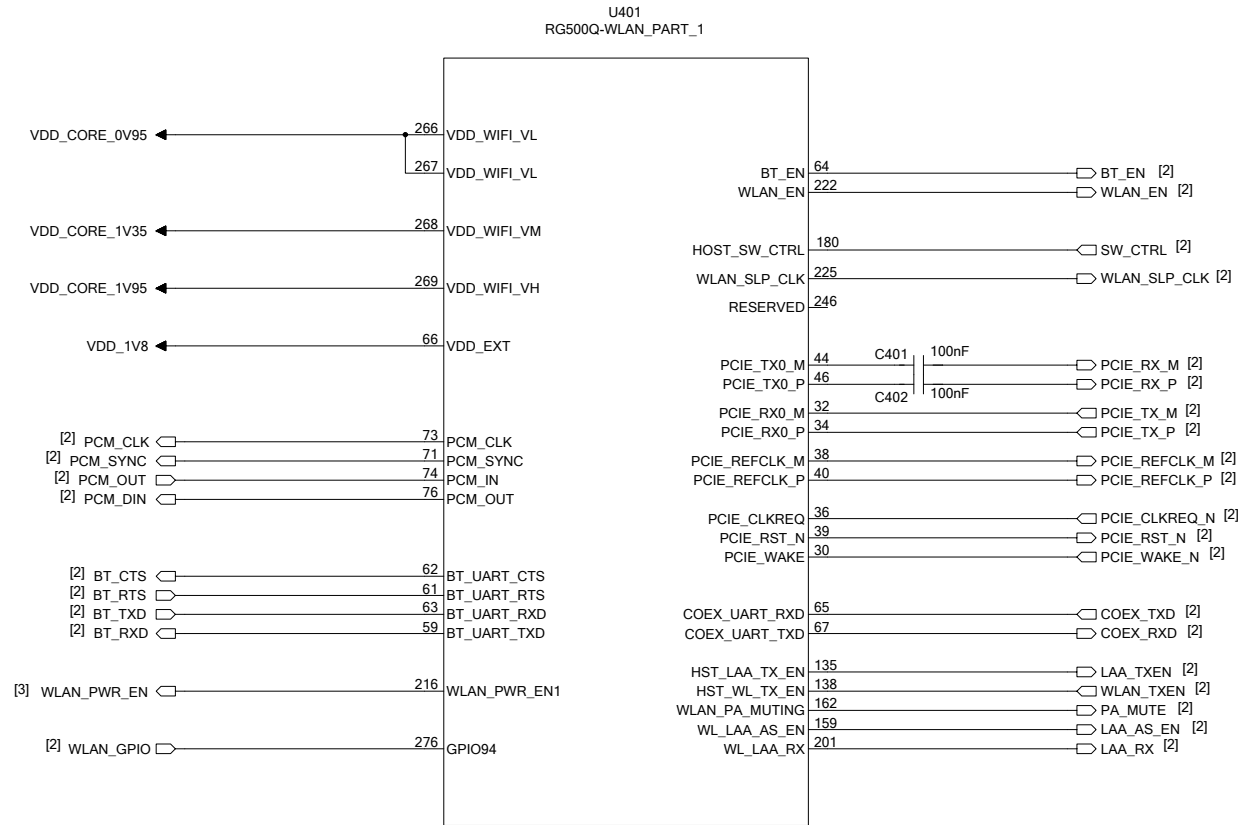 U401
RG500Q-WLAN_PART_1
VDD_CORE_0V95
266 VDD_WIFI_VL
267 VDD_WIFI_VL
VDD_CORE_1V35
268 VDD_WIFI_VM
VDD_CORE_1V95
269 VDD_WIFI_VH
VDD_1V8
66 VDD_EXT
[2] PCM_CLK 73 PCM_CLK
[2] PCM_SYNC 71 PCM_SYNC
[2] PCM_OUT 74 PCM_IN
[2] PCM_DIN 76 PCM_OUT
[2] BT_CTS 62 BT_UART_CTS
[2] BT_RTS 61 BT_UART_RTS
[2] BT_TXD 63 BT_UART_RXD
[2] BT_RXD 59 BT_UART_TXD
[3] WLAN_PWR_EN 216 WLAN_PWR_EN1
[2] WLAN_GPIO 276 GPIO94
BT_EN 64 BT_EN [2]
WLAN_EN 222 WLAN_EN [2]
HOST_SW_CTRL 180 SW_CTRL [2]
WLAN_SLP_CLK 225 WLAN_SLP_CLK [2]
RESERVED 246
PCIE_TX0_M 44 C401 100nF PCIE_RX_M [2]
PCIE_TX0_P 46 C402 100nF PCIE_RX_P [2]
PCIE_RX0_M 32 PCIE_TX_M [2]
PCIE_RX0_P 34 PCIE_TX_P [2]
PCIE_REFCLK_M 38 PCIE_REFCLK_M [2]
PCIE_REFCLK_P 40 PCIE_REFCLK_P [2]
PCIE_CLKREQ 36 PCIE_CLKREQ_N [2]
PCIE_RST_N 39 PCIE_RST_N [2]
PCIE_WAKE 30 PCIE_WAKE_N [2]
COEX_UART_RXD 65 COEX_TXD [2]
COEX_UART_TXD 67 COEX_RXD [2]
HST_LAA_TX_EN 135 LAA_TXEN [2]
HST_WL_TX_EN 138 WLAN_TXEN [2]
WLAN_PA_MUTING 162 PA_MUTE [2]
WL_LAA_AS_EN 159 LAA_AS_EN [2]
WL_LAA_RX 201 LAA_RX [2]